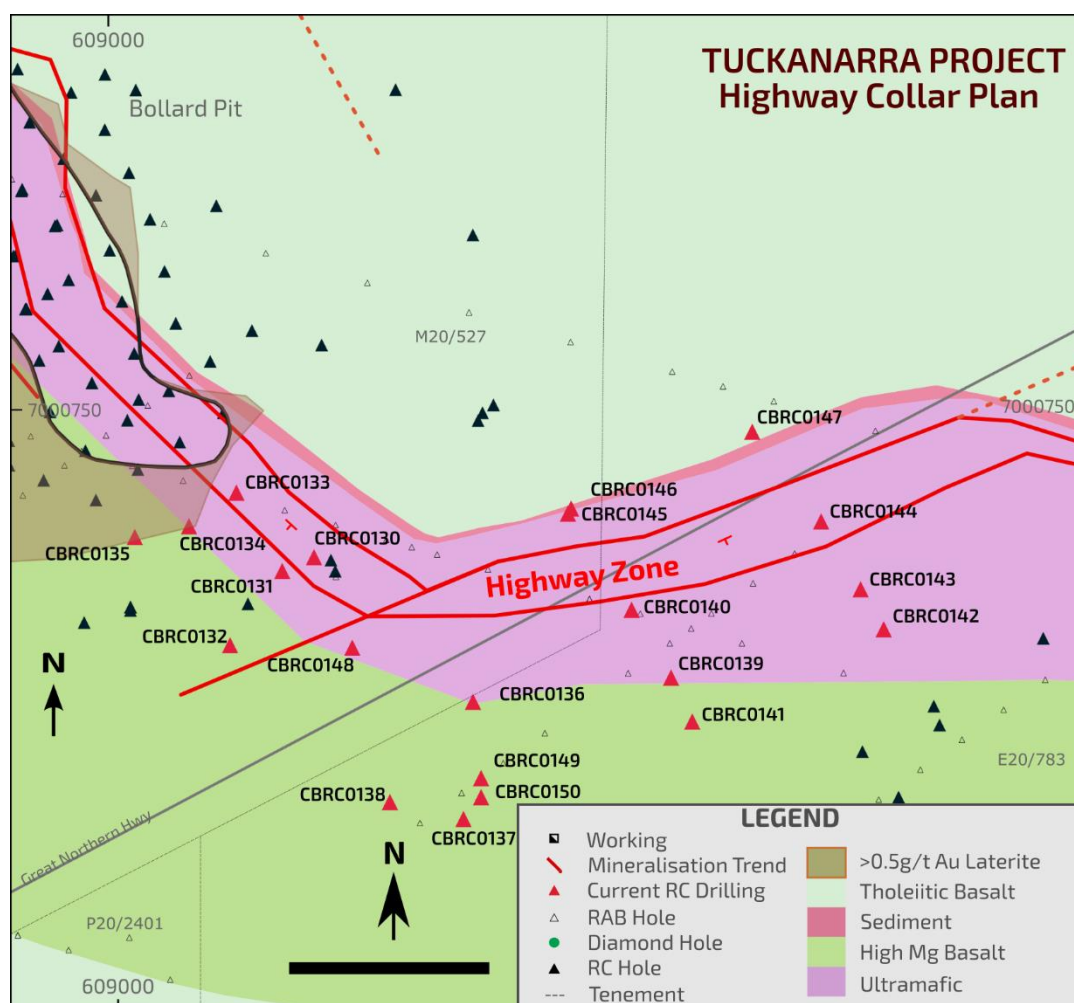 609000
TUCKANARRA PROJECT
Highway Collar Plan
Bollard Pit
M20/527
7000750
7000750
CBRC0147
CBRC0133
CBRC0146
CBRC0145
CBRC0144
CBRC0134
CBRC0130
CBRC0135
CBRC0131
Highway Zone
CBRC0143
CBRC0140
CBRC0142
CBRC0132
CBRC0148
N
CBRC0139
CBRC0136
CBRC0141
CBRC0149
E20/783
CBRC0138
CBRC0150
CBRC0137
Great Northern Hwy
N
P20/2401
609000
LEGEND
Working
Mineralisation Trend
Current RC Drilling
RAB Hole
Diamond Hole
RC Hole
Tenement
>0.5g/t Au Laterite
Tholeiitic Basalt
Sediment
High Mg Basalt
Ultramafic